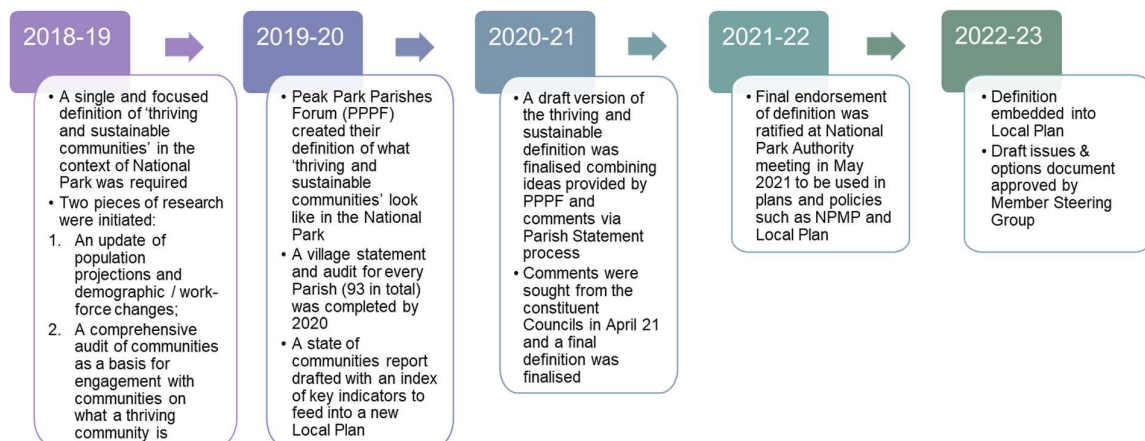 2018-19
• A single and focused
definition of ‘thriving
and sustainable
communities’ in the
context of National
Park was required
• Two pieces of research
were initiated:
1. An update of
population
projections and
demographic / work-
force changes;
2. A comprehensive
audit of communities
as a basis for
engagement with
communities on
what a thriving
community is
2019-20
• Peak Park Parishes
Forum (PPPF)
created their
definition of what
‘thriving and
sustainable
communities’ look
like in the National
Park
• A village statement
and audit for every
Parish (93 in total)
was completed by
2020
• A state of
communities report
drafted with an index
of key indicators to
feed into a new
Local Plan
2020-21
• A draft version of
the thriving and
sustainable
definition was
finalised combining
ideas provided by
PPPF and
comments via
Parish Statement
process
• Comments were
sought from the
constituent
Councils in April 21
and a final
definition was
finalised
2021-22
• Final endorsement
of definition was
ratified at National
Park Authority
meeting in May
2021 to be used in
plans and policies
such as NPMP and
Local Plan
2022-23
• Definition
embedded into
Local Plan
• Draft issues &
options document
approved by
Member Steering
Group